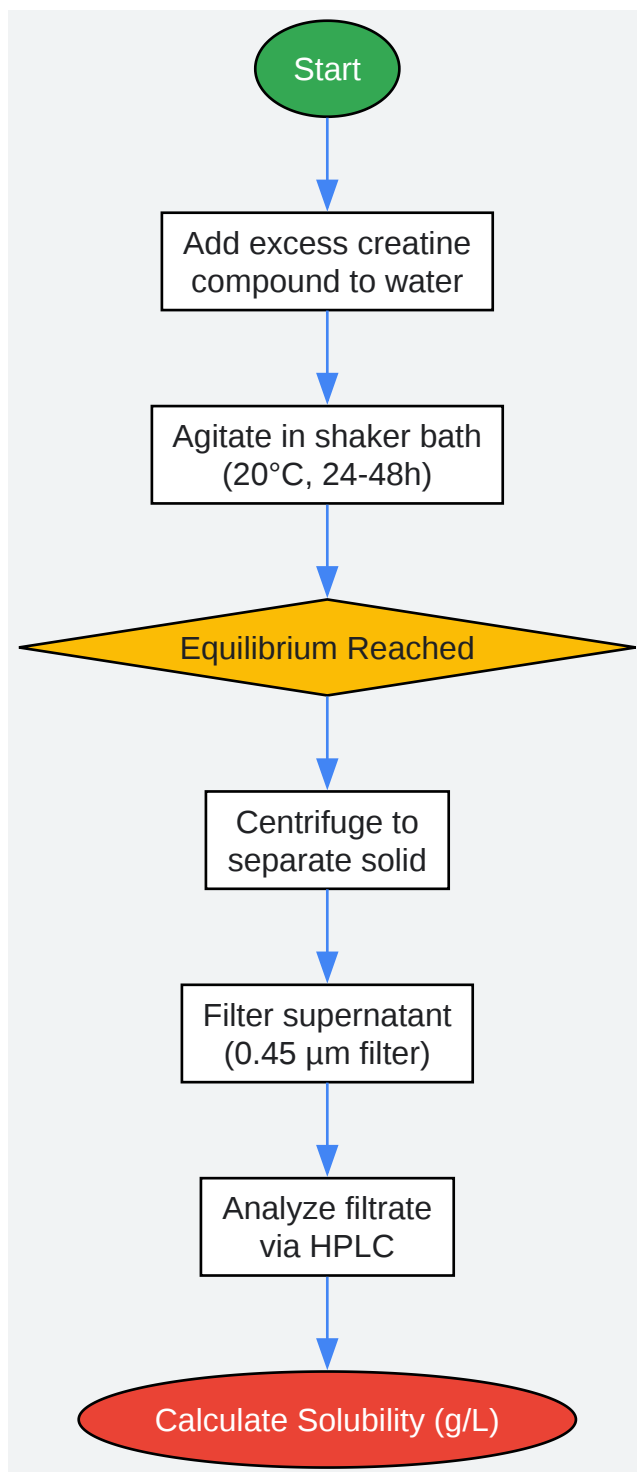 Start
Add excess creatine
compound to water
Agitate in shaker bath
(20°C, 24-48h)
Equilibrium Reached
Centrifuge to
separate solid
Filter supernatant
(0.45 µm filter)
Analyze filtrate
via HPLC
Calculate Solubility (g/L)